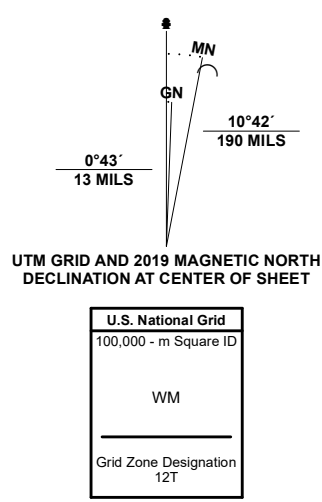 MN
GN
10°42´
190 MILS
0°43´
13 MILS
UTM GRID AND 2019 MAGNETIC NORTH
DECLINATION AT CENTER OF SHEET
U.S. National Grid
100,000 - m Square ID
WM
Grid Zone Designation
12T